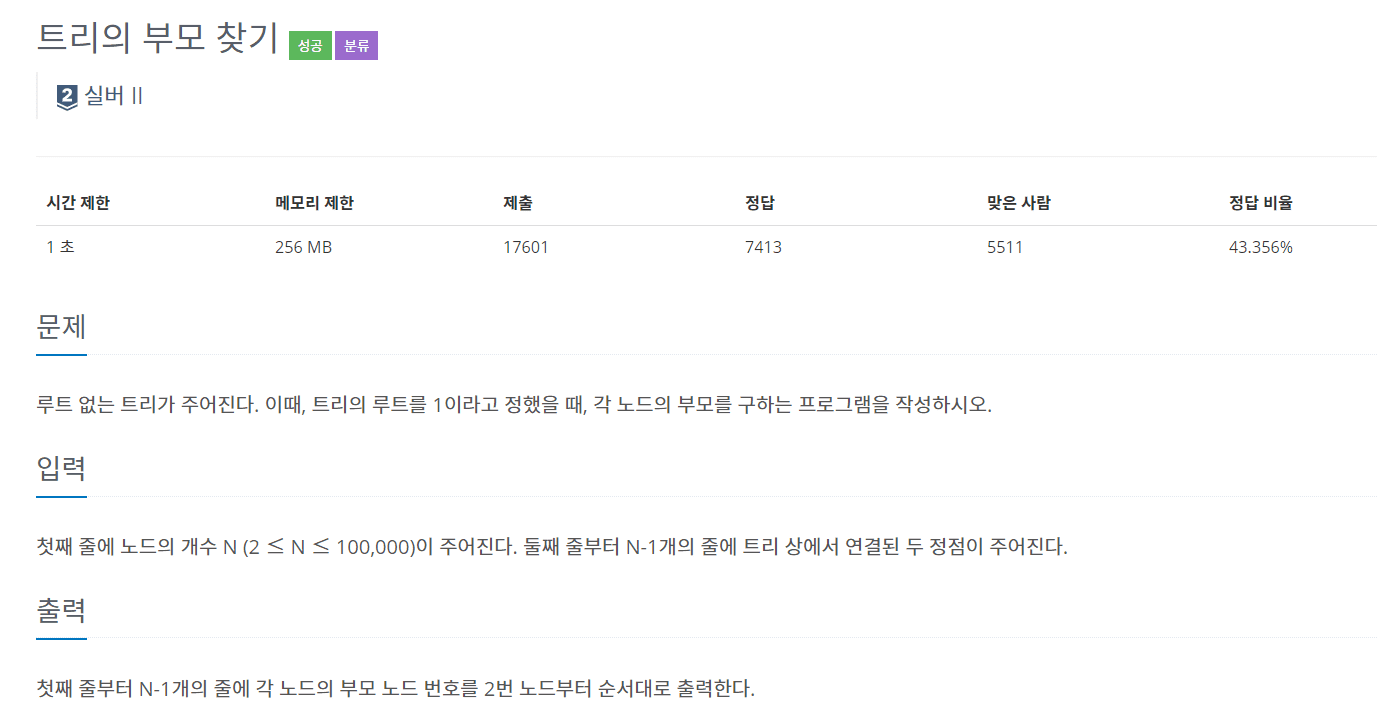 트리의 부모 찾기 성공 분류
2 실버 II
시간 제한 메모리 제한 제출 정답 맞은 사람 정답 비율
1 초 256 MB 17601 7413 5511 43.356%
문제
루트 없는 트리가 주어진다. 이때, 트리의 루트를 1이라고 정했을 때, 각 노드의 부모를 구하는 프로그램을 작성하시오.
입력
첫째 줄에 노드의 개수 N (2 ≤ N ≤ 100,000)이 주어진다. 둘째 줄부터 N-1개의 줄에 트리 상에서 연결된 두 정점이 주어진다.
출력
첫째 줄부터 N-1개의 줄에 각 노드의 부모 노드 번호를 2번 노드부터 순서대로 출력한다.